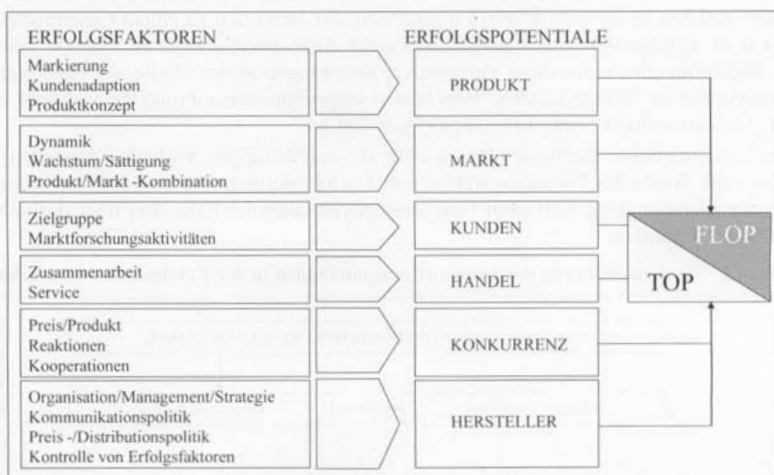 ERFOLGSFAKTOREN
ERFOLGSPOTENTIALE
Markierung
Kundenadaption
Produktkonzept
PRODUKT
Dynamik
Wachstum/Sättigung
Produkt/Markt -Kombination
MARKT
Zielgruppe
Marktforschungsaktivitäten
KUNDEN
Zusammenarbeit
Service
HANDEL
Preis/Produkt
Reaktionen
Kooperationen
KONKURRENZ
Organisation/Management/Strategie
Kommunikationspolitik
Preis -/Distributionspolitik
Kontrolle von Erfolgsfaktoren
HERSTELLER
FLOP
TOP